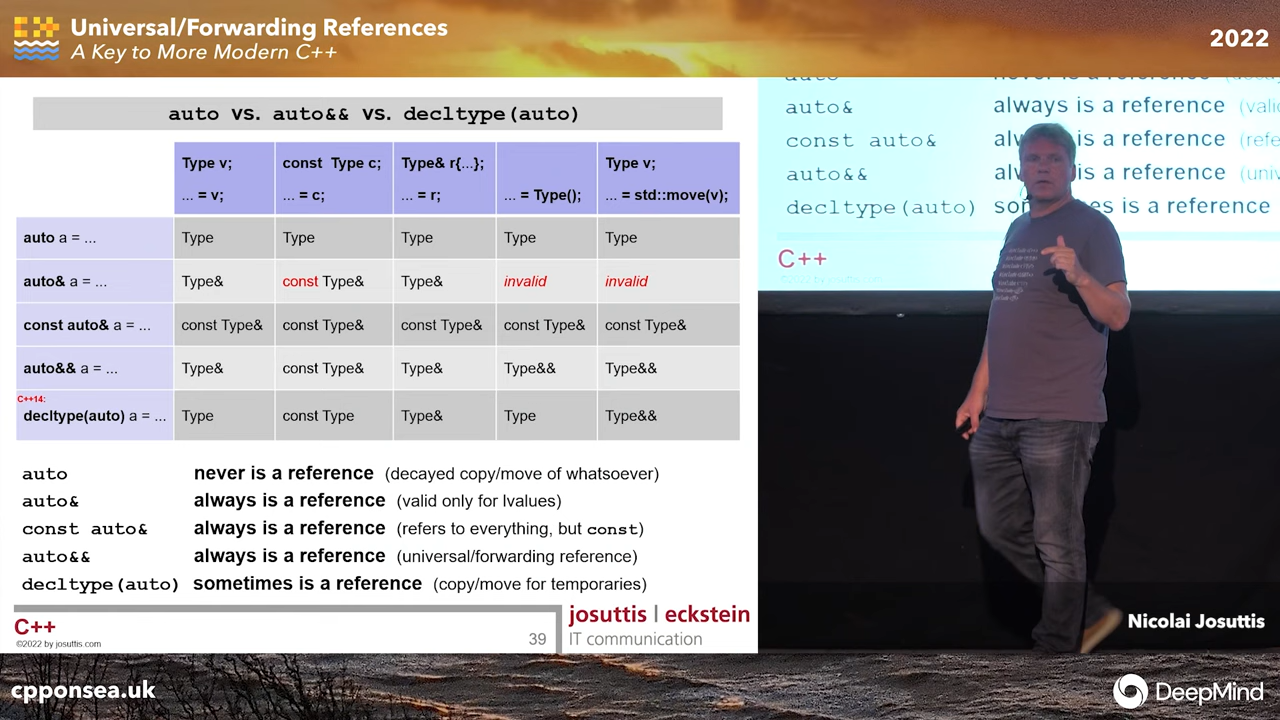 Universal/Forwarding References
A Key to More Modern C++
2022
auto vs. auto&& vs. decltype(auto)
Type v; const Type c; Type& r{...}; Type v;
... = v; ... = c; ... = r; ... = Type(); ... = std::move(v);
auto a = ... Type Type Type Type Type
auto& a = ... Type& const Type& Type& invalid invalid
const auto& a = ... const Type& const Type& const Type& const Type& const Type&
auto&& a = ... Type& const Type& Type& Type&& Type&&
C++14:
decltype(auto) a = ... Type const Type Type& Type Type&&
auto never is a reference (decayed copy/move of whatsoever)
auto& always is a reference (valid only for lvalues)
const auto& always is a reference (refers to everything, but const)
auto&& always is a reference (universal/forwarding reference)
decltype(auto) sometimes is a reference (copy/move for temporaries)
C++
©2022 by josuttis.com
39
josuttis | eckstein
IT communication
auto& always is a reference
const auto& is a reference
auto&& is a reference
decltype(auto) is a reference
C++
Nicolai Josuttis
cpponsea.uk
DeepMind